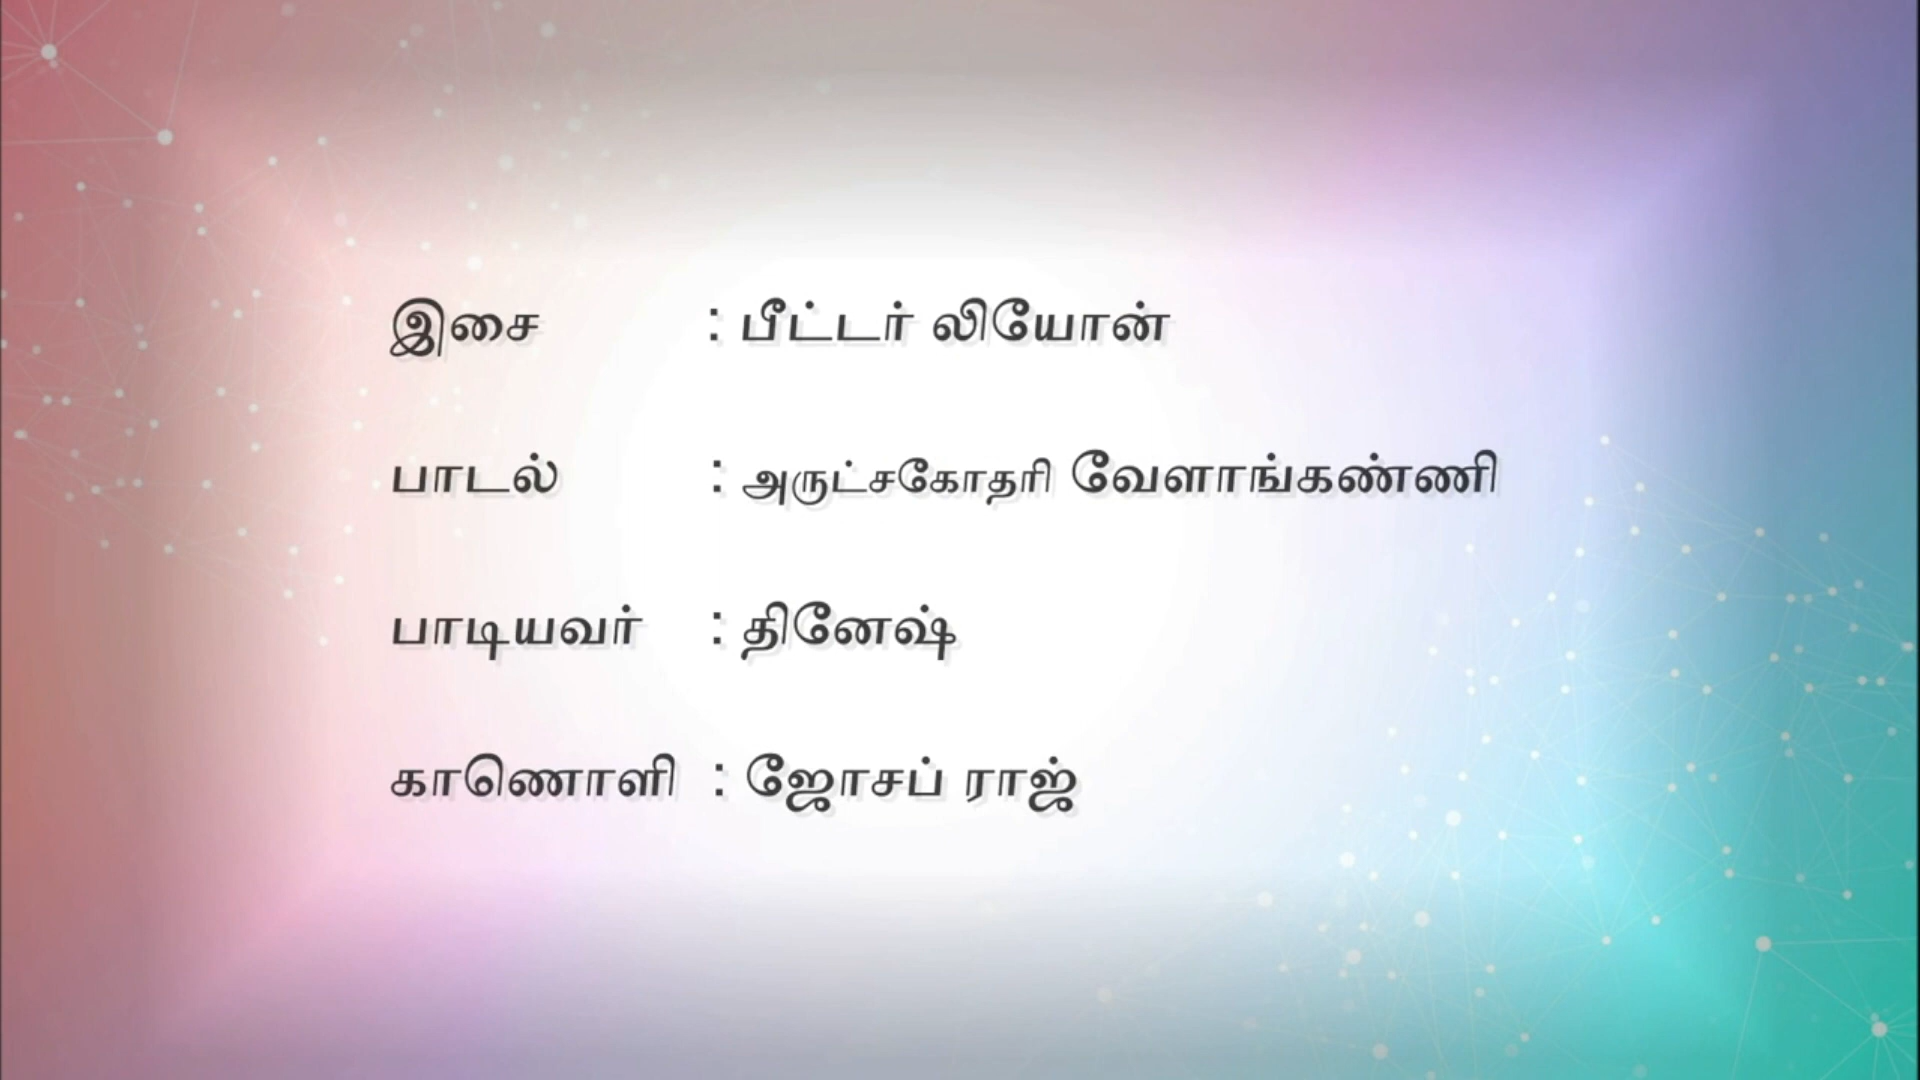 இசை : பீட்டர் லியோன்
பாடல் : அருட்சகோதரி வேளாங்கண்ணி
பாடியவர் : தினேஷ்
காணொளி : ஜோசப் ராஜ்